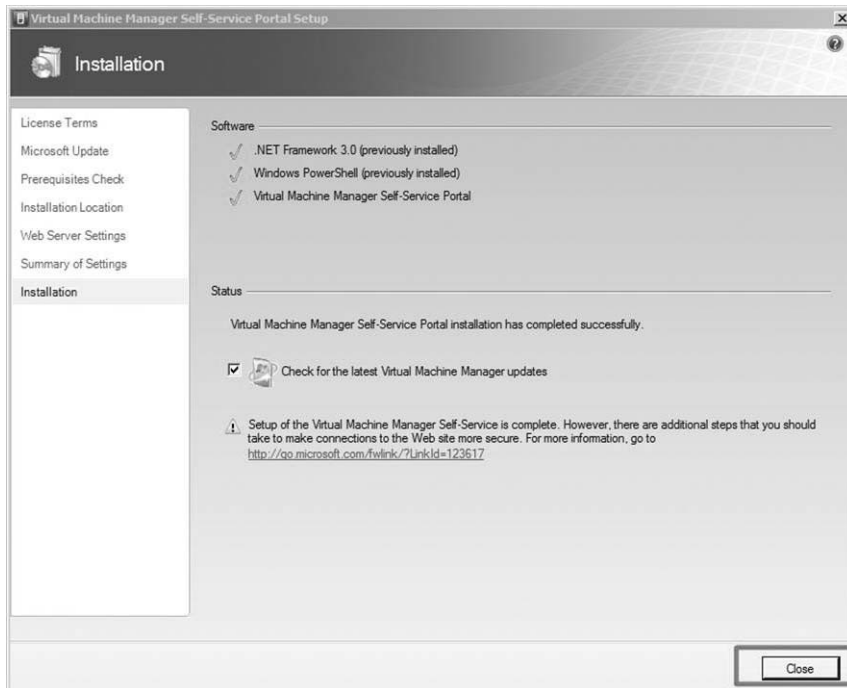 Virtual Machine Manager Self-Service Portal Setup
Installation
License Terms
Microsoft Update
Prerequisites Check
Installation Location
Web Server Settings
Summary of Settings
Installation
Software
.NET Framework 3.0 (previously installed)
Windows PowerShell (previously installed)
Virtual Machine Manager Self-Service Portal
Status
Virtual Machine Manager Self-Service Portal installation has completed successfully.
Check for the latest Virtual Machine Manager updates
Setup of the Virtual Machine Manager Self-Service is complete. However, there are additional steps that you should
take to make connections to the Web site more secure. For more information, go to
http://go.microsoft.com/fwlink/?LinkId=123617
Close